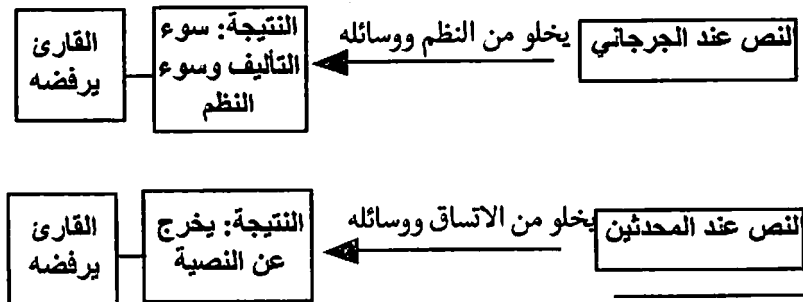 النص عند الجرجاني
يخلو من النظم ووسائله
النتيجة: سوء
التأليف وسوء
النظم
القارئ
يرفضه
النص عند المحدثين
يخلو من الاتساق ووسائله
النتيجة: يخرج
عن النصية
القارئ
يرفضه